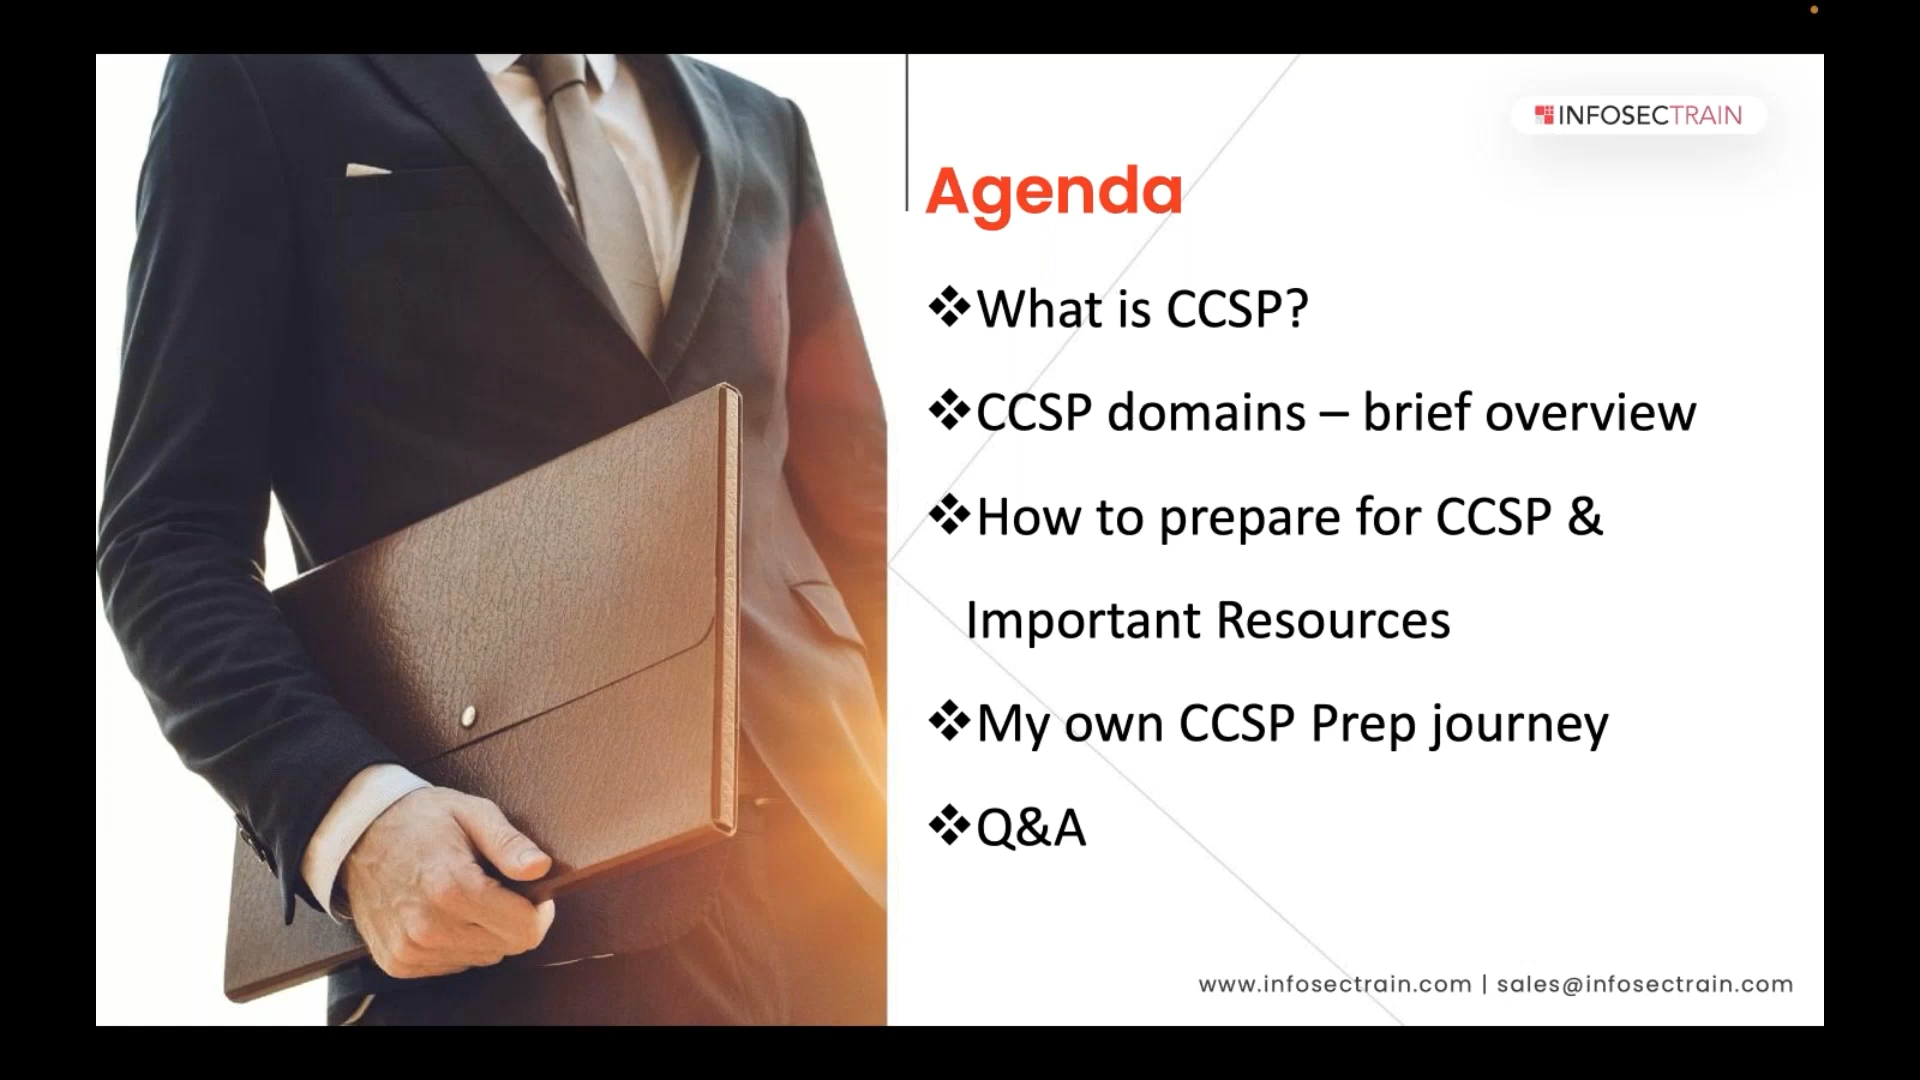 INFOSECTRAIN
Agenda
❖What is CCSP?
❖CCSP domains – brief overview
❖How to prepare for CCSP &
Important Resources
❖My own CCSP Prep journey
❖Q&A
www.infosectrain.com | sales@infosectrain.com